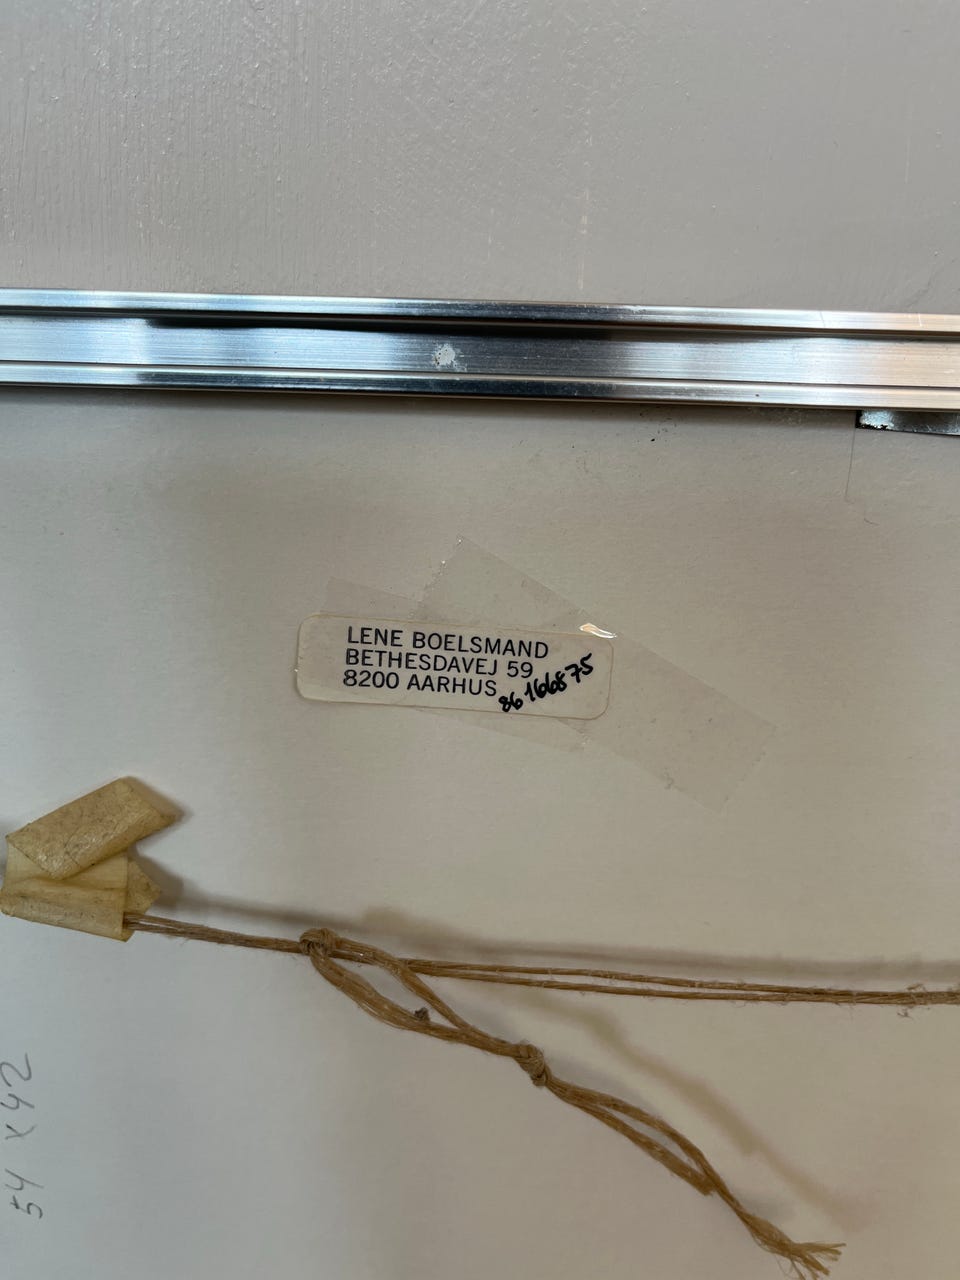 LENE BOELSMAND
BETHESDAVEJ 59
8200 AARHUS
86 166875
54 x 42